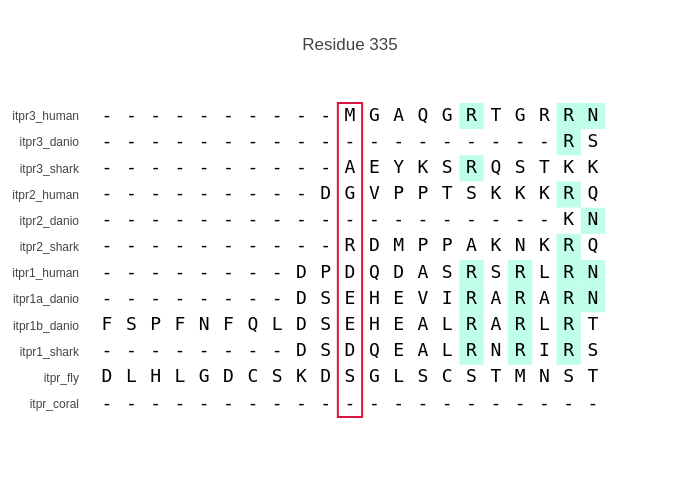 Residue 335
itpr3_human - - - - - - - - - - M G A Q G R T G R R N
itpr3_danio - - - - - - - - - - - - - - - - - - - R S
itpr3_shark - - - - - - - - - - A E Y K S R Q S T K K
itpr2_human - - - - - - - - - D G V P P T S K K K R Q
itpr2_danio - - - - - - - - - - - - - - - - - - - K N
itpr2_shark - - - - - - - - - - R D M P P A K N K R Q
itpr1_human - - - - - - - - D P D Q D A S R S R L R N
itpr1a_danio - - - - - - - - D S E H E V I R A R A R N
itpr1b_danio F S P F N F Q L D S E H E A L R A R L R T
itpr1_shark - - - - - - - - D S D Q E A L R N R I R S
itpr_fly D L H L G D C S K D S G L S C S T M N S T
itpr_coral - - - - - - - - - - - - - - - - - - - - -